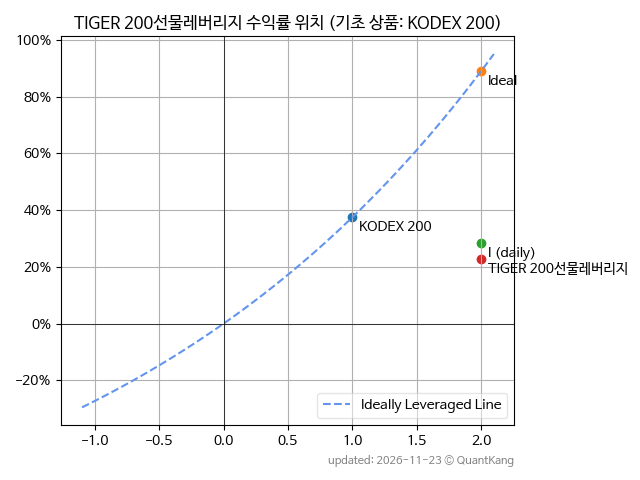 TIGER 200선물레버리지 수익률 위치 (기초 상품: KODEX 200)
100%
80%
60%
40%
20%
0%
−20%
Ideal
KODEX 200
I (daily)
TIGER 200선물레버리지
Ideally Leveraged Line
−1.0 −0.5 0.0 0.5 1.0 1.5 2.0
updated: 2026-11-23 © QuantKang